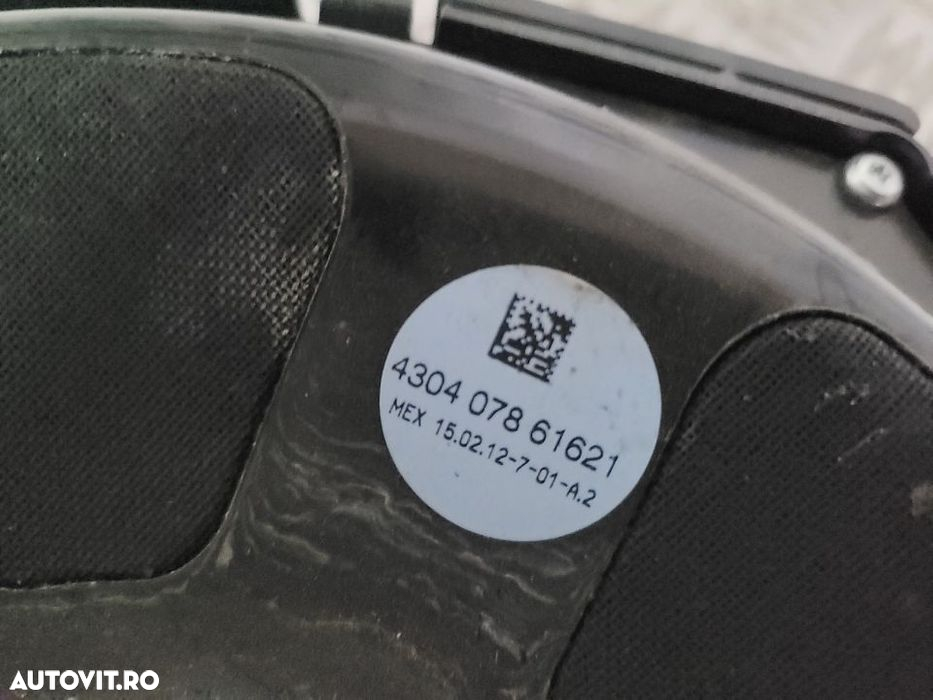 4304 078 61621
MEX 15.02.12-7-01-A.2
AUTOVIT.RO